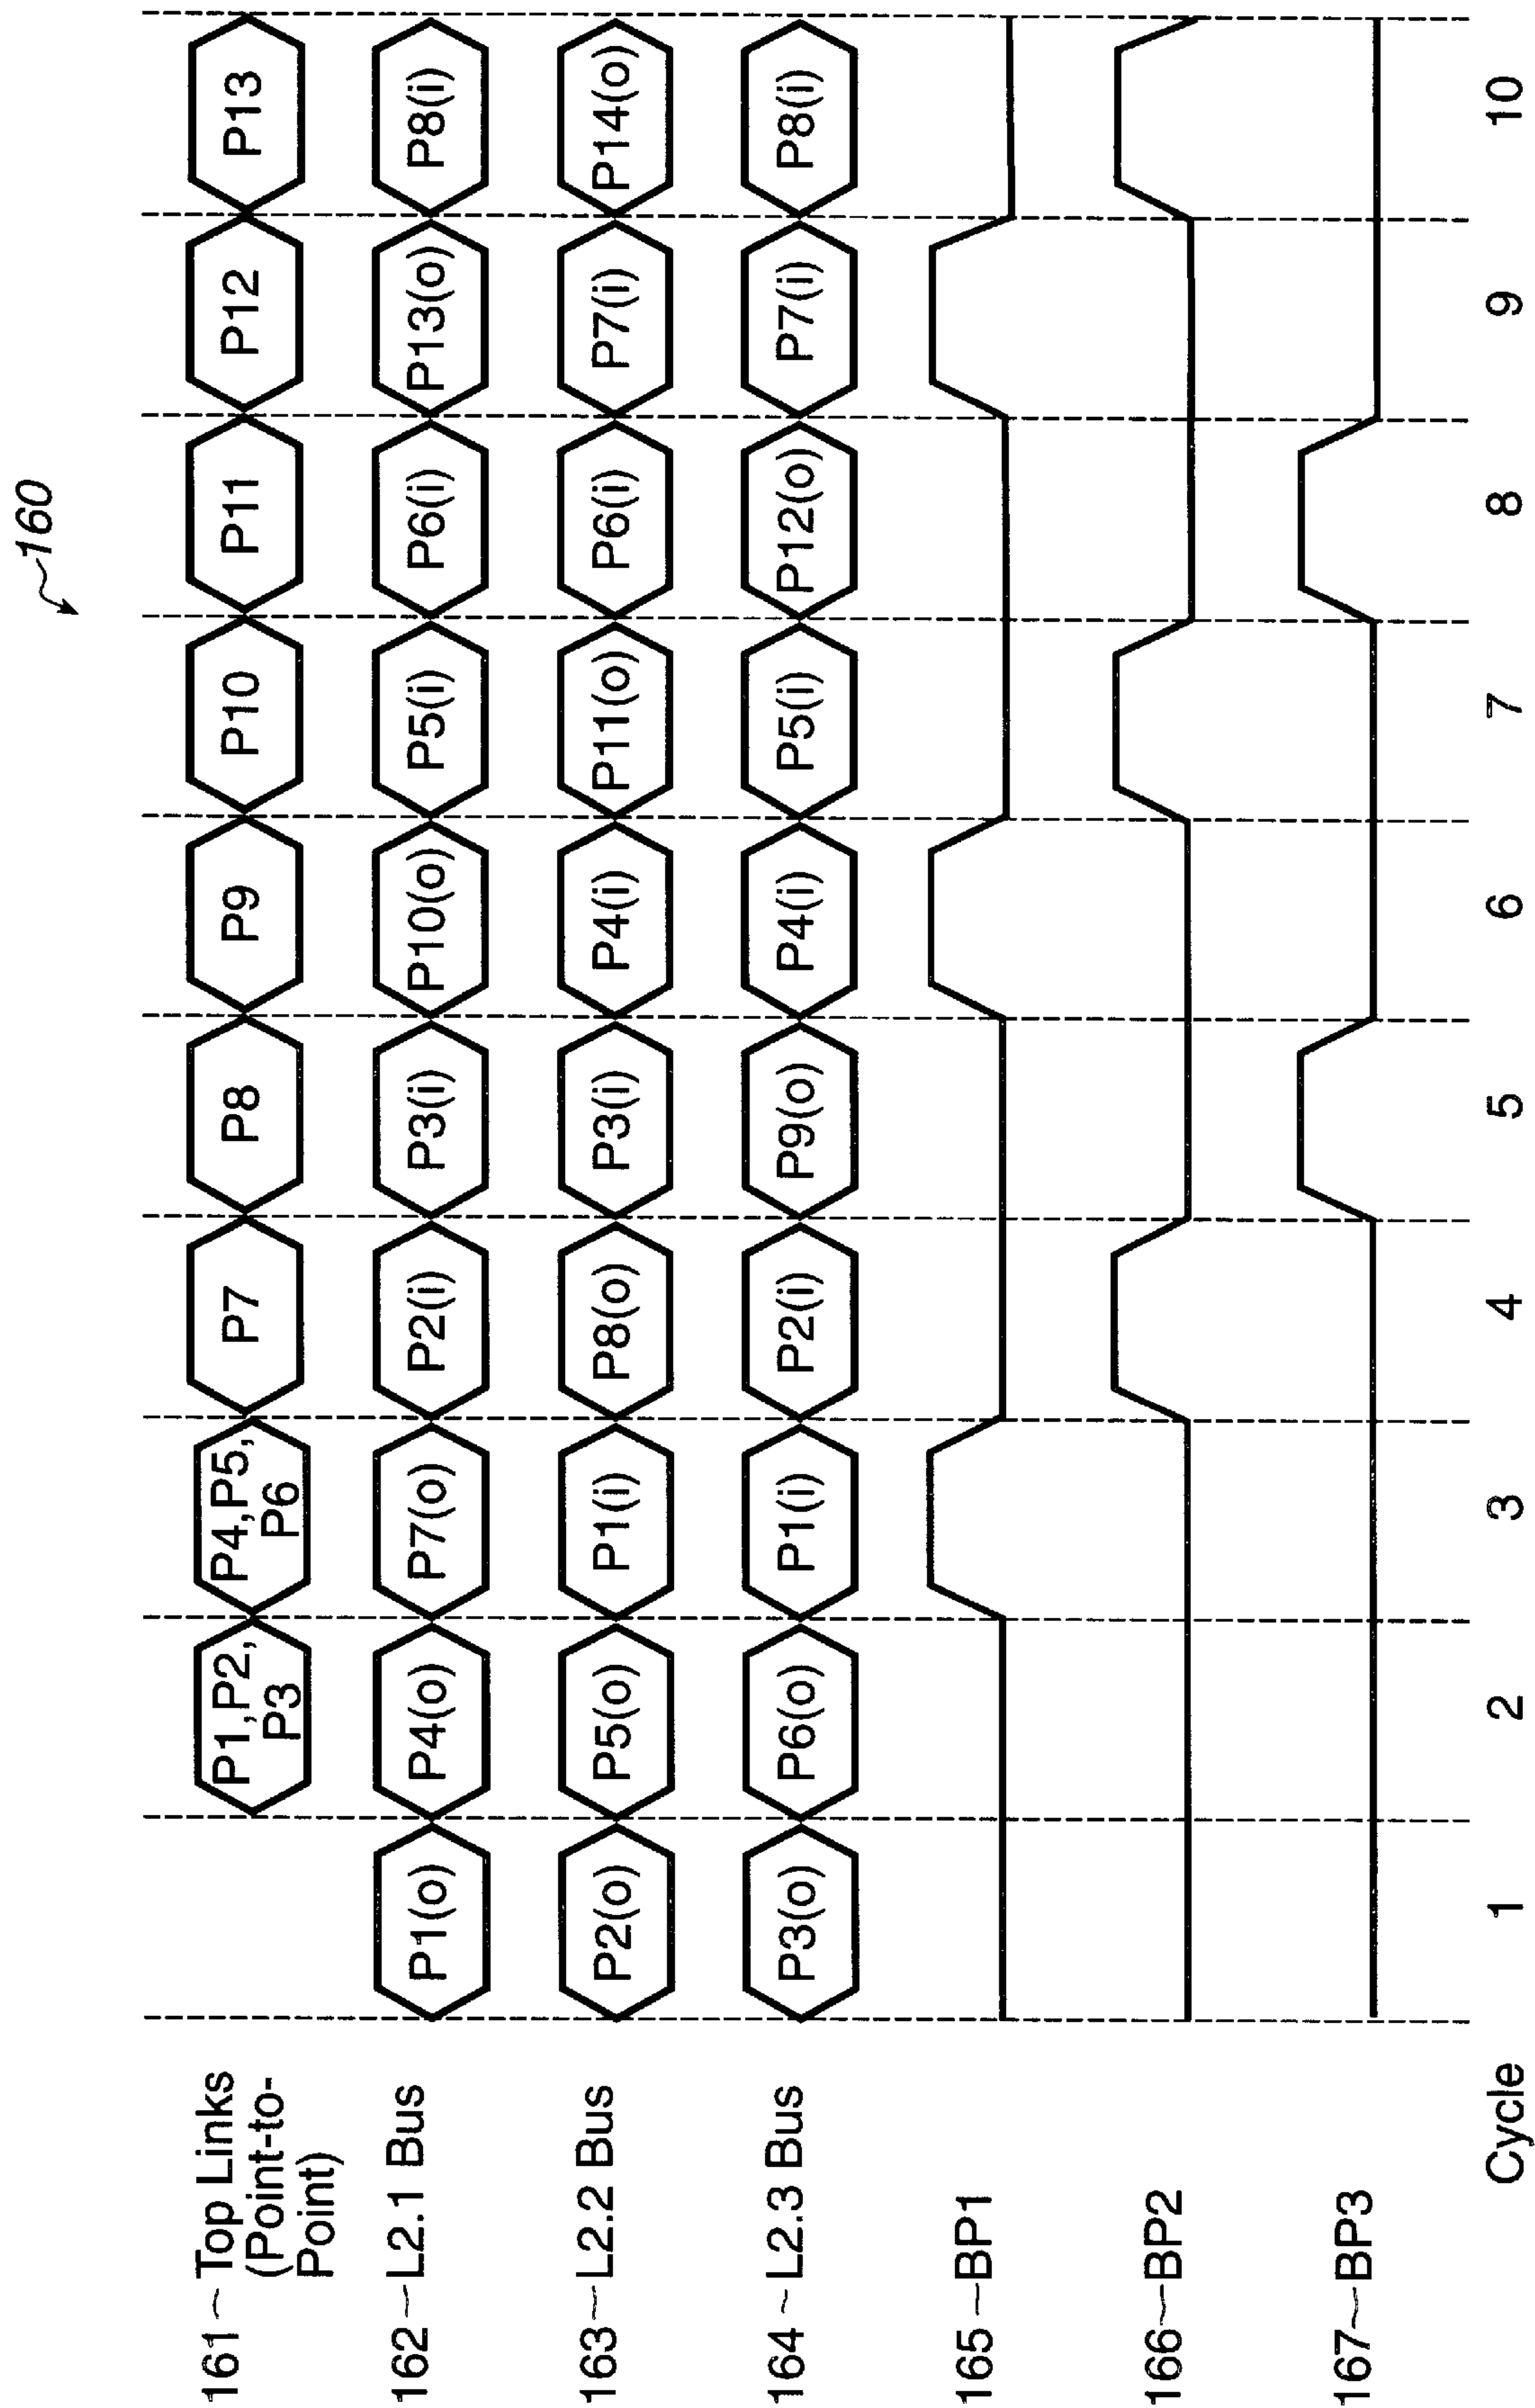 160
161 Top Links
(Point-to-
Point)
P1,P2,
P3
P4,P5,
P6
P7
P8
P9
P10
P11
P12
P13
162 L2.1 Bus
P1(o)
P4(o)
P7(o)
P2(i)
P3(i)
P10(o)
P5(i)
P6(i)
P13(o)
P8(i)
163 L2.2 Bus
P2(o)
P5(o)
P1(i)
P8(o)
P3(i)
P4(i)
P11(o)
P6(i)
P7(i)
P14(o)
164 L2.3 Bus
P3(o)
P6(o)
P1(i)
P2(i)
P9(o)
P4(i)
P5(i)
P12(o)
P7(i)
P8(i)
165 BP1
166 BP2
167 BP3
Cycle 1 2 3 4 5 6 7 8 9 10